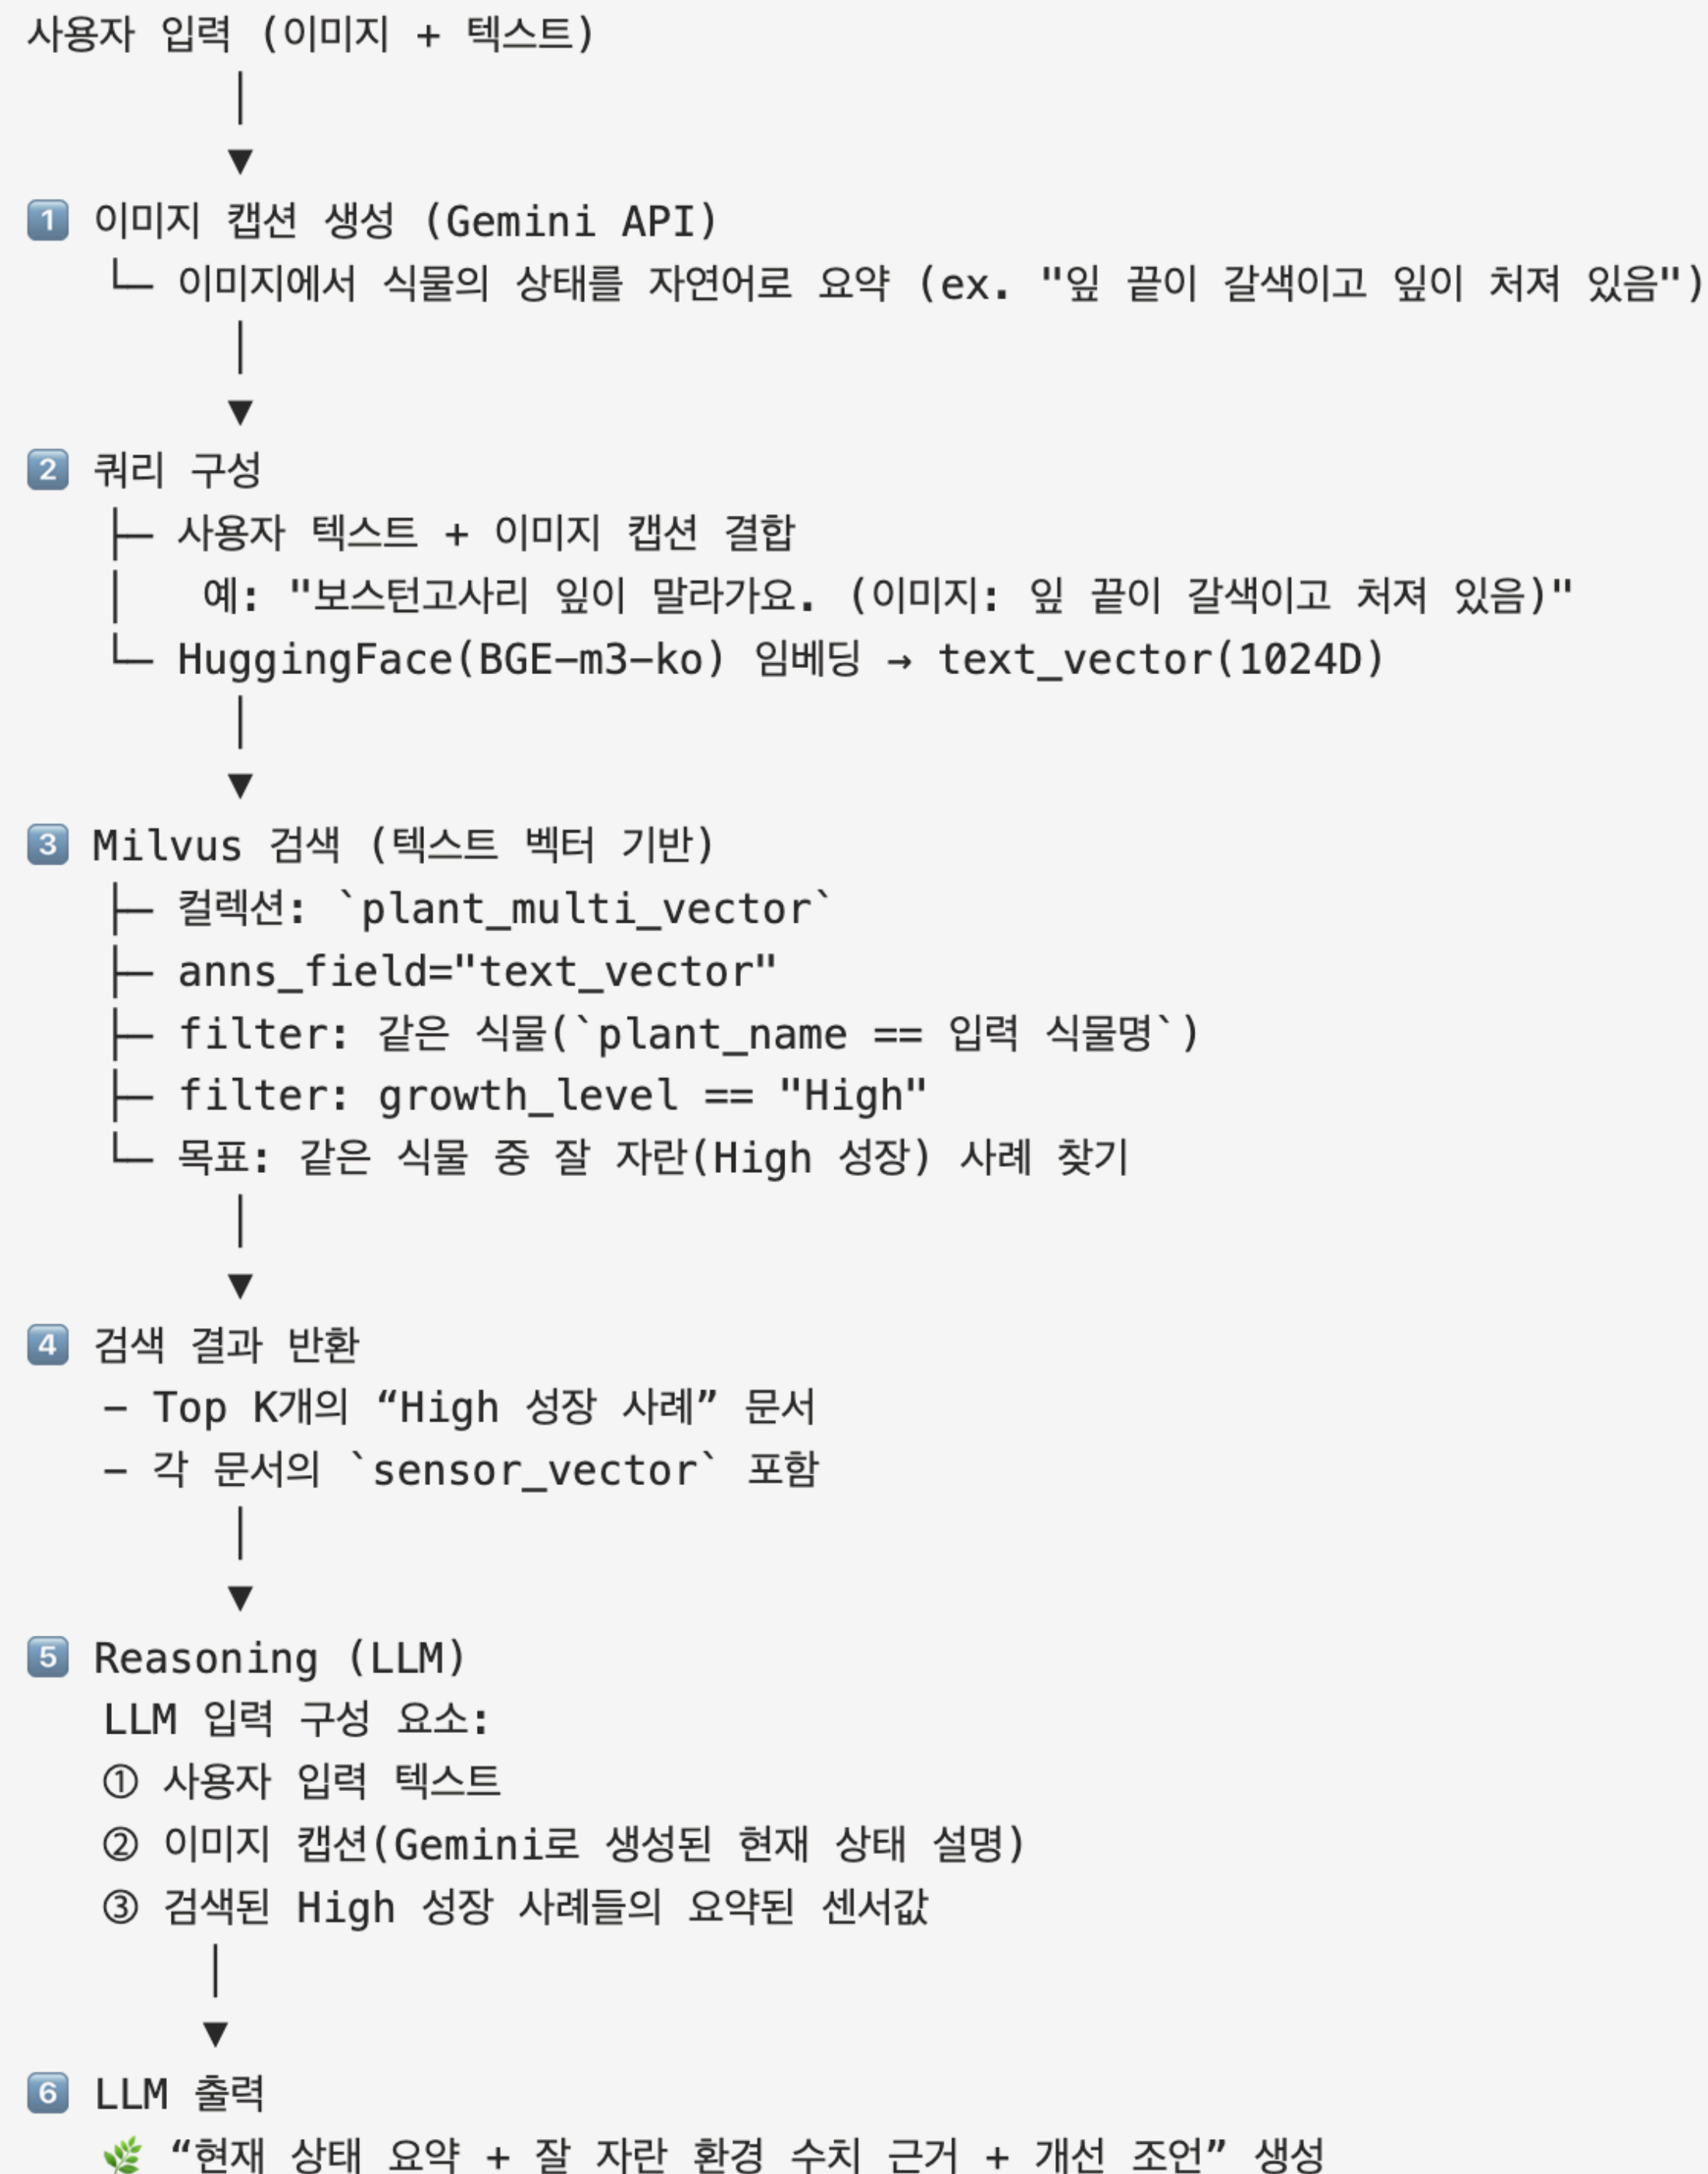 사용자 입력 (이미지 + 텍스트)
│
▼
1️⃣ 이미지 캡션 생성 (Gemini API)
└─ 이미지에서 식물의 상태를 자연어로 요약 (ex. "잎 끝이 갈색이고 잎이 처져 있음")
│
▼
2️⃣ 쿼리 구성
├─ 사용자 텍스트 + 이미지 캡션 결합
│ 예: "보스턴고사리 잎이 말라가요. (이미지: 잎 끝이 갈색이고 처져 있음)"
└─ HuggingFace(BGE-m3-ko) 임베딩 → text_vector(1024D)
│
▼
3️⃣ Milvus 검색 (텍스트 벡터 기반)
├─ 컬렉션: `plant_multi_vector`
├─ anns_field="text_vector"
├─ filter: 같은 식물(`plant_name == 입력 식물명`)
├─ filter: growth_level == "High"
└─ 목표: 같은 식물 중 잘 자란(High 성장) 사례 찾기
│
▼
4️⃣ 검색 결과 반환
- Top K개의 “High 성장 사례” 문서
- 각 문서의 `sensor_vector` 포함
│
▼
5️⃣ Reasoning (LLM)
LLM 입력 구성 요소:
① 사용자 입력 텍스트
② 이미지 캡션(Gemini로 생성된 현재 상태 설명)
③ 검색된 High 성장 사례들의 요약된 센서값
│
▼
6️⃣ LLM 출력
🌿 “현재 상태 요약 + 잘 자란 환경 수치 근거 + 개선 조언” 생성